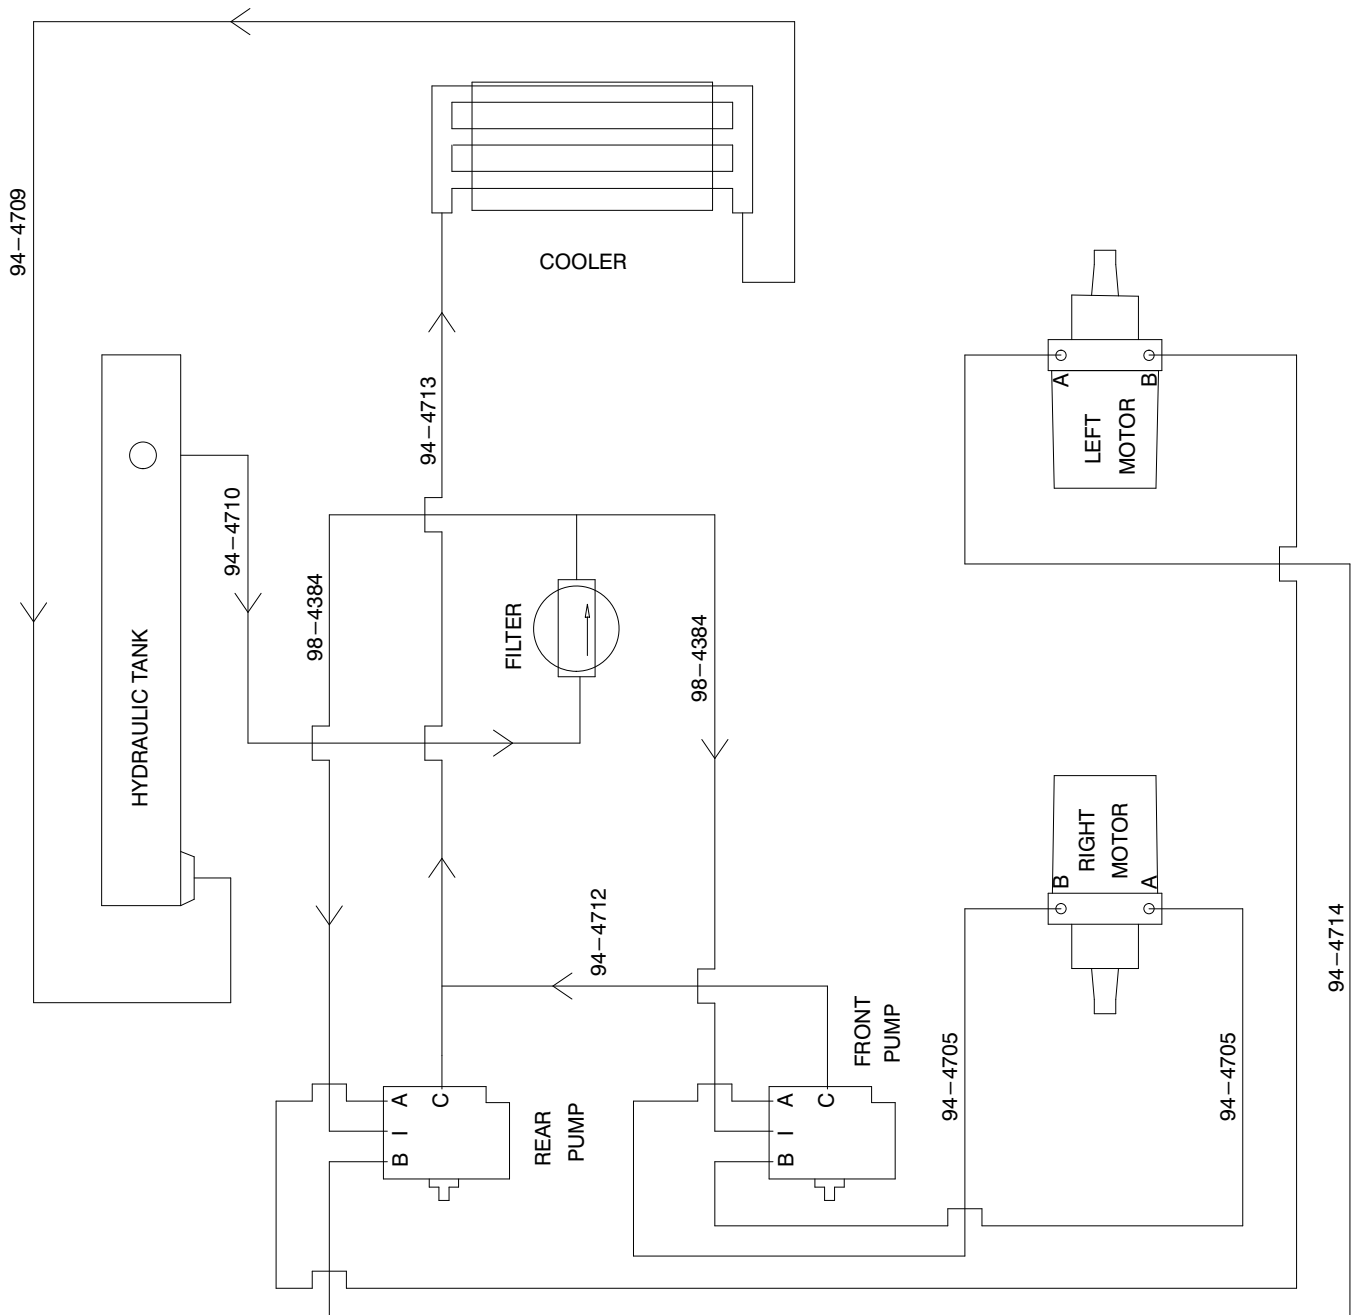 94–4709
COOLER
94–4713
94–4710
98–4384
HYDRAULIC TANK
FILTER
98–4384
A
B
LEFT
MOTOR
RIGHT
MOTOR
B
A
94–4712
94–4714
FRONT
PUMP
94–4705
94–4705
A
C
I
B
REAR
PUMP
A
C
I
B